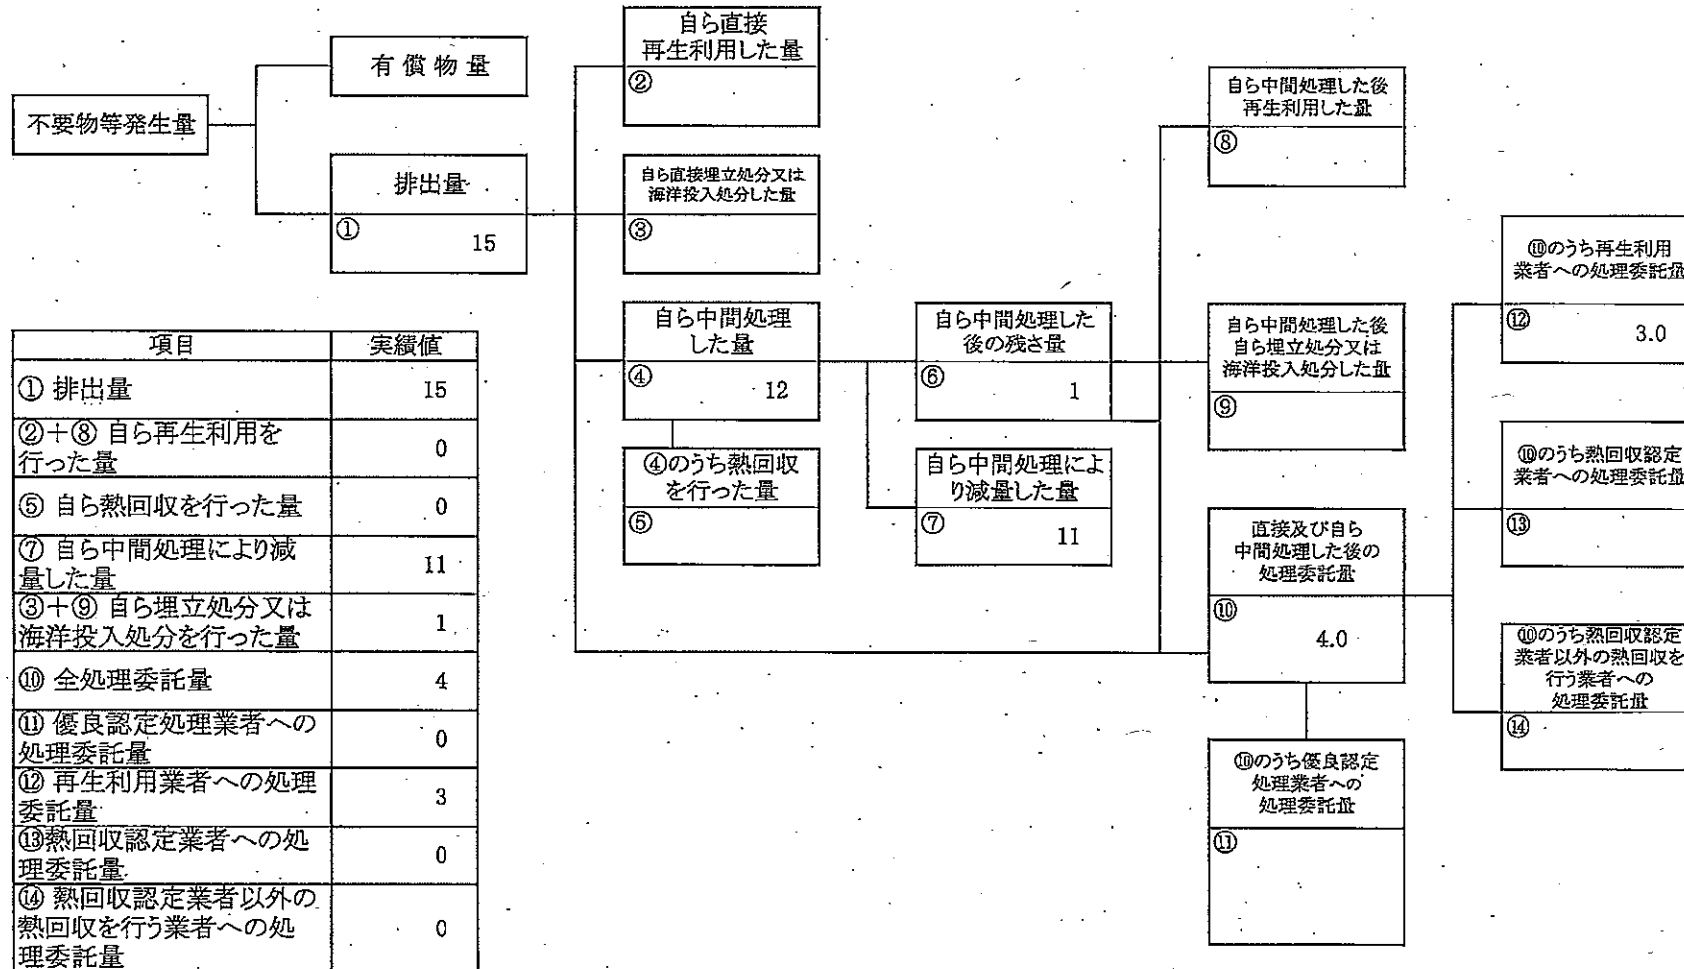 不要物等発生量
有償物量
排出量
①
15
自ら直接
再生利用した量
②
自ら直接埋立処分又は
海洋投入処分した量
③
自ら中間処理
した量
④
12
④のうち熱回収
を行った量
⑤
自ら中間処理した
後の残さ量
⑥
1
自ら中間処理によ
り減量した量
⑦
11
自ら中間処理した後
再生利用した量
⑧
自ら中間処理した後
自ら埋立処分又は
海洋投入処分した量
⑨
直接及び自ら
中間処理した後の
処理委託量
⑩
4.0
⑩のうち優良認定
処理業者への
処理委託量
⑪
⑩のうち再生利用
業者への処理委託量
⑫
3.0
⑩のうち熱回収認定
業者への処理委託量
⑬
⑩のうち熱回収認定
業者以外の熱回収を
行う業者への
処理委託量
⑭
項目 実績値
① 排出量 15
②＋⑧ 自ら再生利用を
行った量 0
⑤ 自ら熱回収を行った量 0
⑦ 自ら中間処理により減
量した量 11
③＋⑨ 自ら埋立処分又は
海洋投入処分を行った量 1
⑩ 全処理委託量 4
⑪ 優良認定処理業者への
処理委託量 0
⑫ 再生利用業者への処理
委託量 3
⑬熱回収認定業者への処
理委託量 0
⑭ 熱回収認定業者以外の
熱回収を行う業者への処
理委託量 0